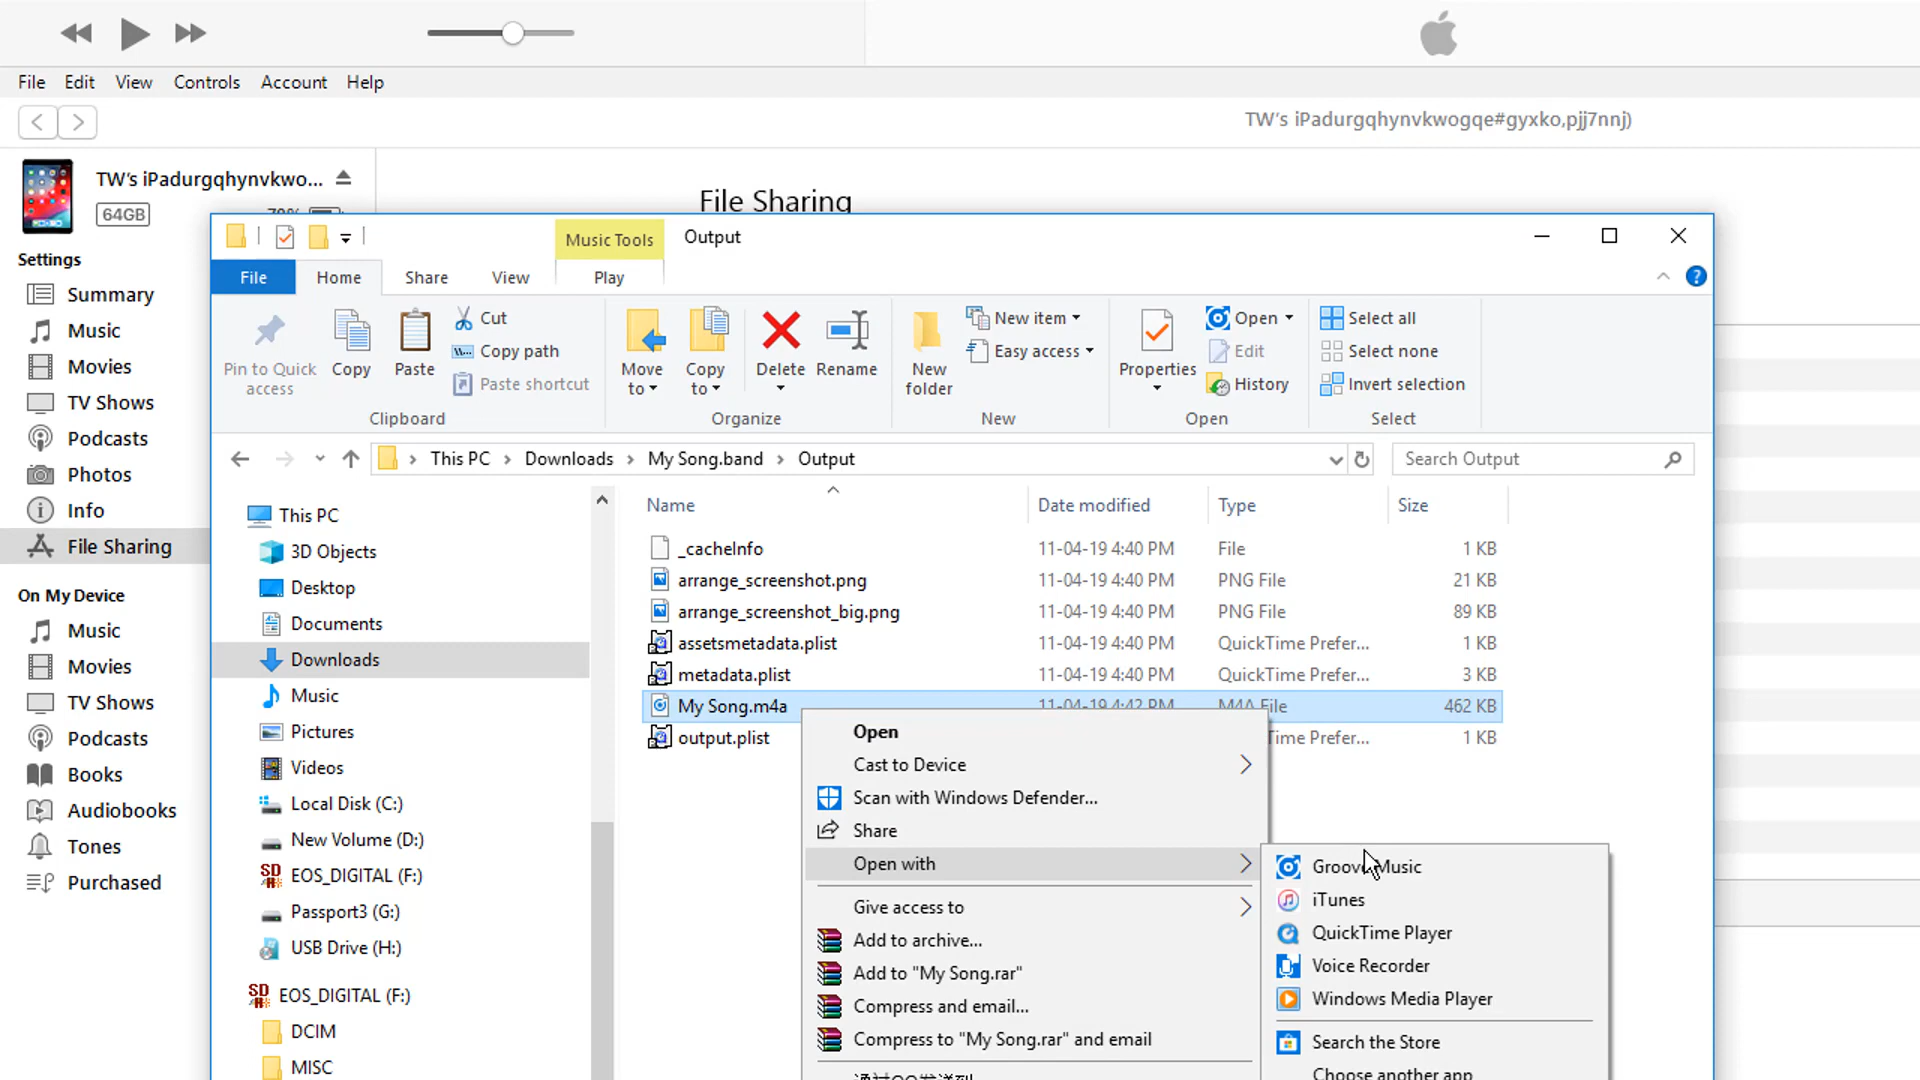 File Edit View Controls Account Help
TW's iPadurgqhynvkwogqe#gyxko,pjj7nnj)
TW's iPadurgqhynvkwo...
64GB
File Sharing
Settings
Summary
Music
Movies
TV Shows
Podcasts
Photos
Info
File Sharing
On My Device
Music
Movies
TV Shows
Podcasts
Books
Audiobooks
Tones
Purchased
Music Tools
Output
File Home Share View Play
Pin to Quick access
Copy
Paste
Cut
Copy path
Paste shortcut
Clipboard
Move to
Copy to
Delete
Rename
Organize
New folder
New item
Easy access
New
Properties
Open
Edit
History
Open
Select all
Select none
Invert selection
Select
This PC Downloads My Song.band Output
Search Output
This PC
3D Objects
Desktop
Documents
Downloads
Music
Pictures
Videos
Local Disk (C:)
New Volume (D:)
EOS_DIGITAL (F:)
Passport3 (G:)
USB Drive (H:)
EOS_DIGITAL (F:)
DCIM
MISC
Name Date modified Type Size
_cacheInfo 11-04-19 4:40 PM File 1 KB
arrange_screenshot.png 11-04-19 4:40 PM PNG File 21 KB
arrange_screenshot_big.png 11-04-19 4:40 PM PNG File 89 KB
assetsmetadata.plist 11-04-19 4:40 PM QuickTime Prefer... 1 KB
metadata.plist 11-04-19 4:40 PM QuickTime Prefer... 3 KB
My Song.m4a 11-04-19 4:42 PM M4A File 462 KB
output.plist Time Prefer... 1 KB
Open
Cast to Device
Scan with Windows Defender...
Share
Open with
Give access to
Add to archive...
Add to "My Song.rar"
Compress and email...
Compress to "My Song.rar" and email
Groove Music
iTunes
QuickTime Player
Voice Recorder
Windows Media Player
Search the Store
Choose another app